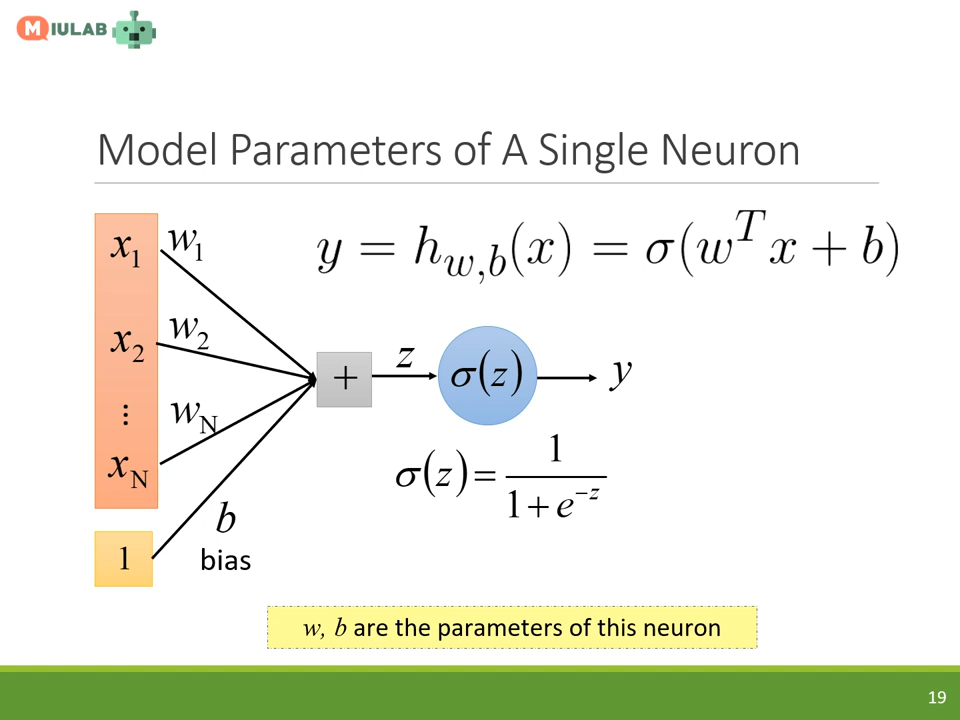 MIULAB
Model Parameters of A Single Neuron
x₁ w₁
y = h_{w,b}(x) = σ(wᵀx + b)
x₂ w₂
+ z σ(z) y
⋮ w_N
x_N
σ(z) = 1 / (1 + e^{−z})
b
1 bias
w, b are the parameters of this neuron
19